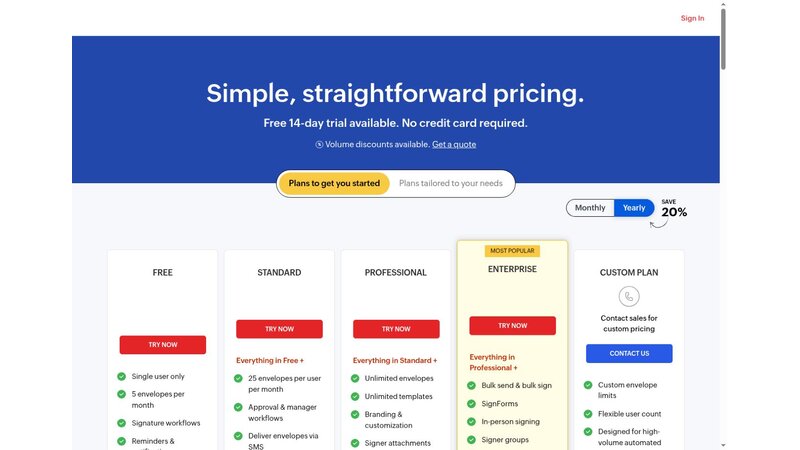 Sign In
Simple, straightforward pricing.
Free 14-day trial available. No credit card required.
Volume discounts available. Get a quote
Plans to get you started
Plans tailored to your needs
Monthly
Yearly
SAVE
20%
FREE
TRY NOW
Single user only
5 envelopes per
month
Signature workflows
Reminders &
STANDARD
TRY NOW
Everything in Free +
25 envelopes per user
per month
Approval & manager
workflows
Deliver envelopes via
SMS
PROFESSIONAL
TRY NOW
Everything in Standard +
Unlimited envelopes
Unlimited templates
Branding &
customization
Signer attachments
MOST POPULAR
ENTERPRISE
TRY NOW
Everything in
Professional +
Bulk send & bulk sign
SignForms
In-person signing
Signer groups
CUSTOM PLAN
Contact sales for
custom pricing
CONTACT US
Custom envelope
limits
Flexible user count
Designed for high-
volume automated